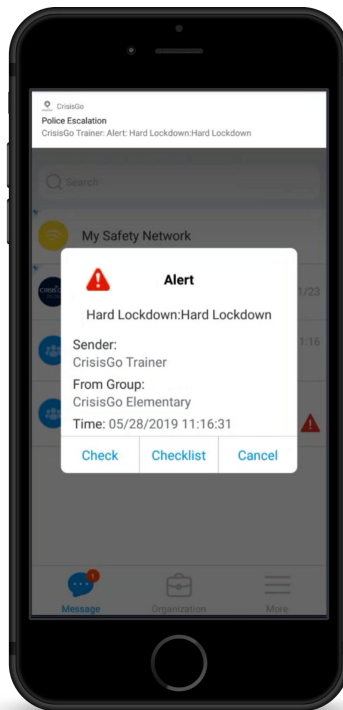 CrisisGo
Police Escalation
CrisisGo Trainer: Alert: Hard Lockdown:Hard Lockdown
Search
My Safety Network
1/23
Alert
Hard Lockdown:Hard Lockdown
1:16
Sender:
CrisisGo Trainer
From Group:
CrisisGo Elementary
Time: 05/28/2019 11:16:31
Check Checklist Cancel
1
Message Organization More